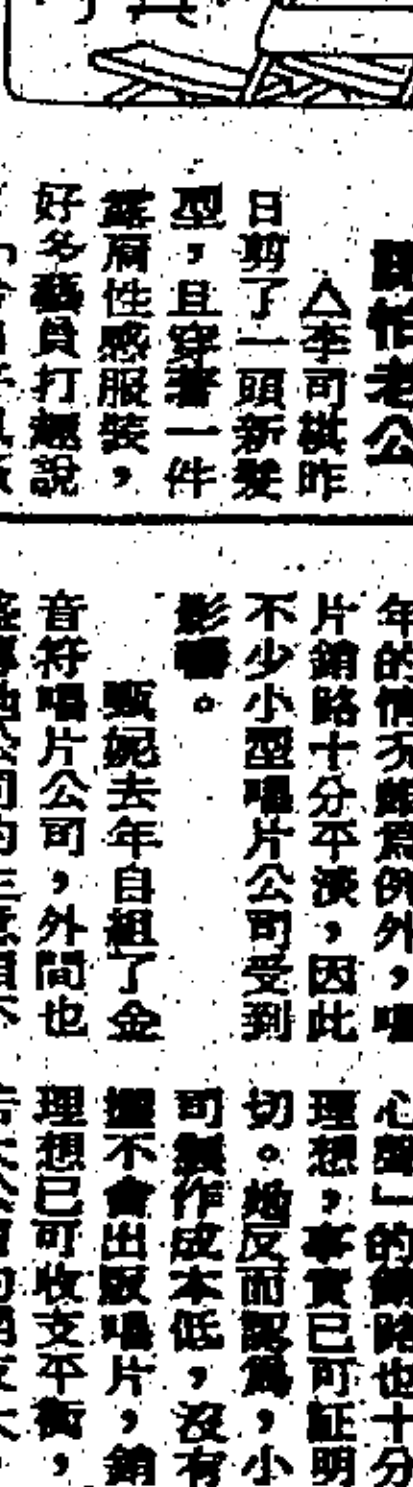 誤怕老公
△李司棋昨
日剪了一頭新髮
型，且穿著一件
露肩性感服裝，
好多藝員打趣說
年的情況雖爲例外，唱
片銷路十分平淡，因此
不少小型唱片公司受到
影響。
甄妮去年自組了金
音符唱片公司，外間也
心聲」的銷路也十分
理想，事實已可証明
切。她反而認爲，小
司製作成本低，沒有
握不會出版唱片，銷
理想已可收支平衡，